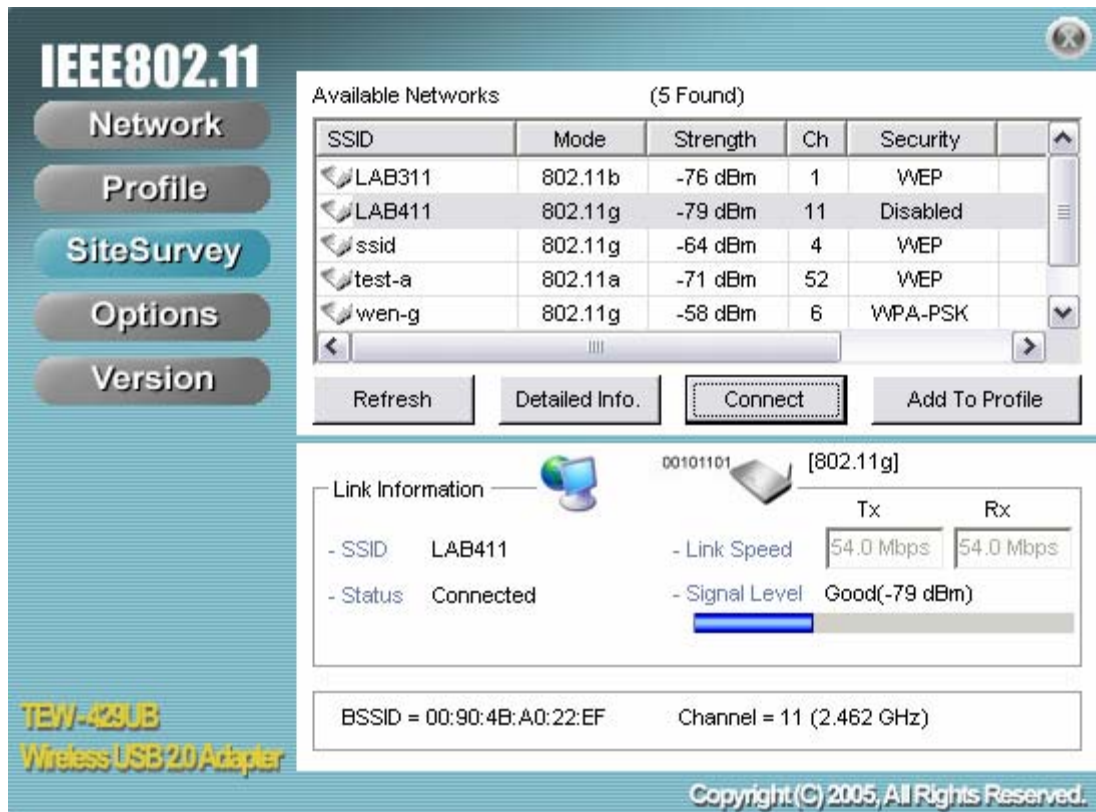 IEEE802.11
Network
Profile
SiteSurvey
Options
Version
Available Networks (5 Found)
SSID Mode Strength Ch Security
LAB311 802.11b -76 dBm 1 WEP
LAB411 802.11g -79 dBm 11 Disabled
ssid 802.11g -64 dBm 4 WEP
test-a 802.11a -71 dBm 52 WEP
wen-g 802.11g -58 dBm 6 WPA-PSK
Refresh Detailed Info. Connect Add To Profile
00101101 [802.11g]
Link Information
Tx Rx
- SSID LAB411 - Link Speed 54.0 Mbps 54.0 Mbps
- Status Connected - Signal Level Good(-79 dBm)
BSSID = 00:90:4B:A0:22:EF Channel = 11 (2.462 GHz)
TEW-429UB
Wireless USB 2.0 Adapter
Copyright (C) 2005, All Rights Reserved.